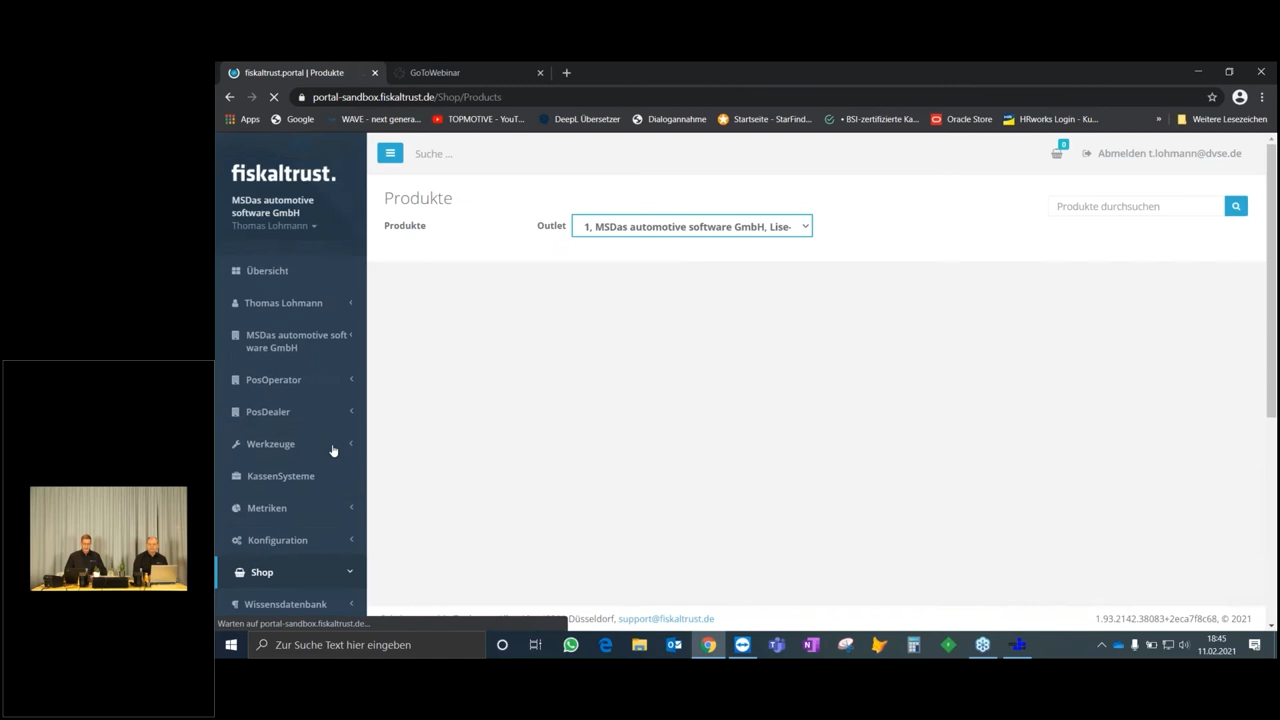 fiskaltrust.portal | Produkte
GoToWebinar
portal-sandbox.fiskaltrust.de/Shop/Products
Apps
Google
WAVE - next genera...
TOPMOTIVE - YouT...
DeepL Übersetzer
Dialogannahme
Startseite - StarFind...
• BSI-zertifizierte Ka...
Oracle Store
HRworks Login - Ku...
»
Weitere Lesezeichen
fiskaltrust.
MSDas automotive
software GmbH
Thomas Lohmann
Suche ...
0
Abmelden t.lohmann@dvse.de
Produkte
Produkte durchsuchen
Produkte
Outlet
1, MSDas automotive software GmbH, Lise-
Übersicht
Thomas Lohmann
MSDas automotive soft
ware GmbH
PosOperator
PosDealer
Werkzeuge
KassenSysteme
Metriken
Konfiguration
Shop
Wissensdatenbank
Warten auf portal-sandbox.fiskaltrust.de...
Düsseldorf, support@fiskaltrust.de
1.93.2142.38083+2eca7f8c68, © 2021
Zur Suche Text hier eingeben
18:45
11.02.2021